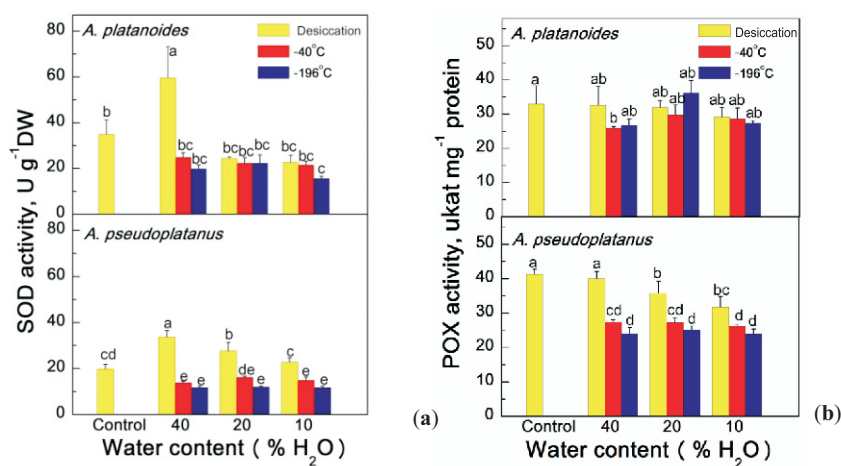 A. platanoides
Desiccation
-40°C
-196°C
80
60
40
20
0
b
a
bc
bc
bc
bc
bc
bc
bc
c
A. pseudoplatanus
80
60
40
20
0
cd
a
e
e
b
de
e
c
e
e
SOD activity, U g⁻¹DW
Control 40 20 10
Water content ( % H₂O)
(a)
A. platanoides
Desiccation
-40°C
-196°C
50
40
30
20
10
0
a
ab
b
ab
ab
ab
ab
ab
ab
ab
A. pseudoplatanus
50
40
30
20
10
0
a
a
cd
d
b
cd
d
bc
d
d
POX activity, ukat mg⁻¹ protein
Control 40 20 10
Water content ( % H₂O)
(b)